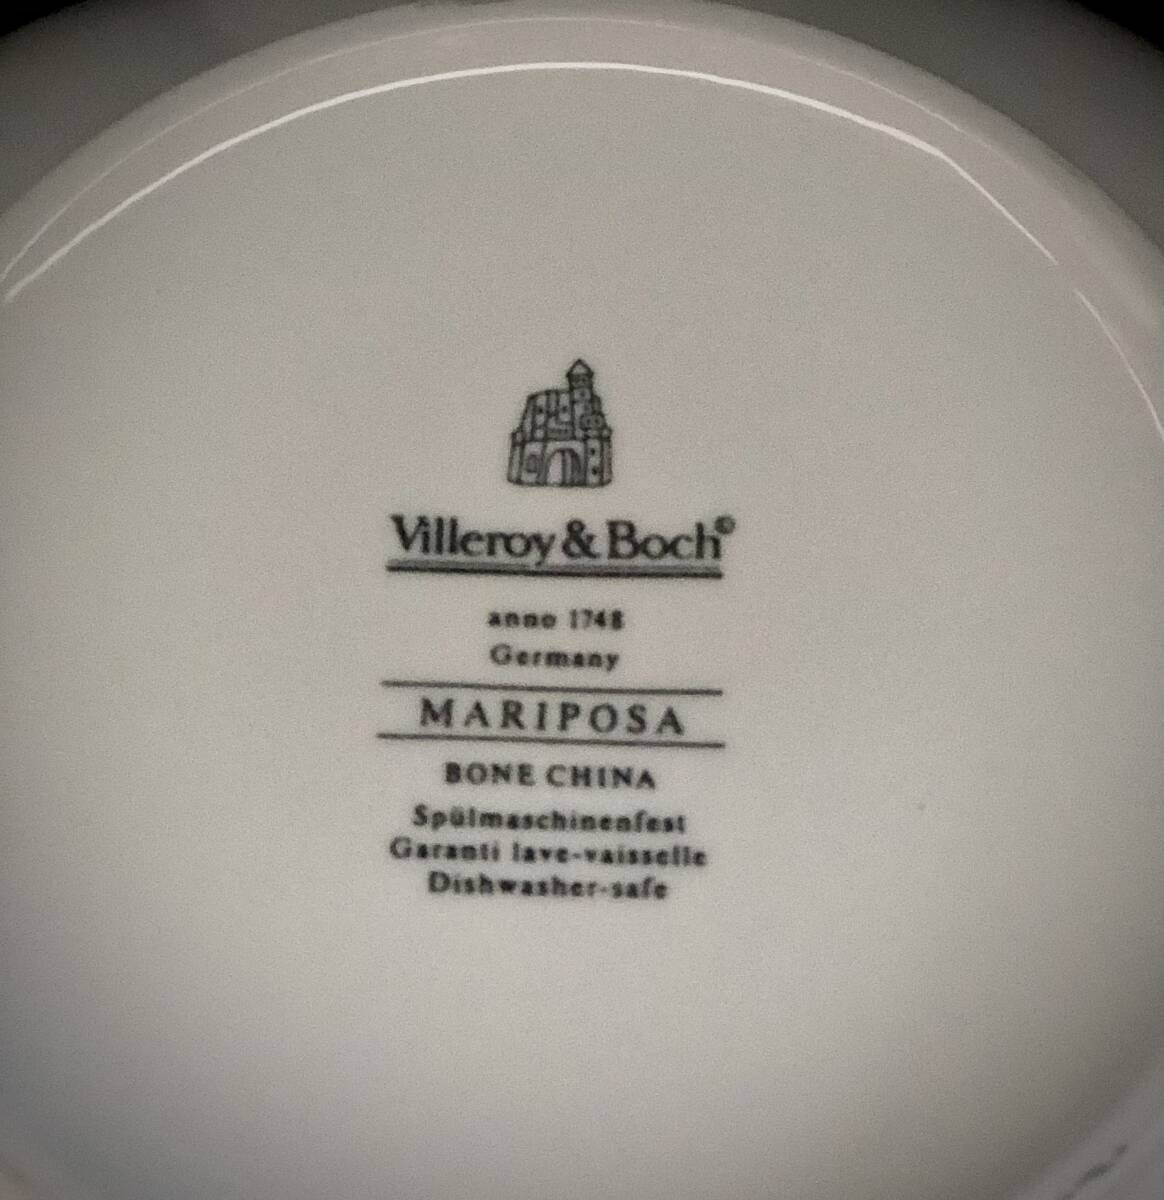 Villeroy & Boch©
anno 1748
Germany
MARIPOSA
BONE CHINA
Spülmaschinenfest
Garanti lave-vaisselle
Dishwasher-safe